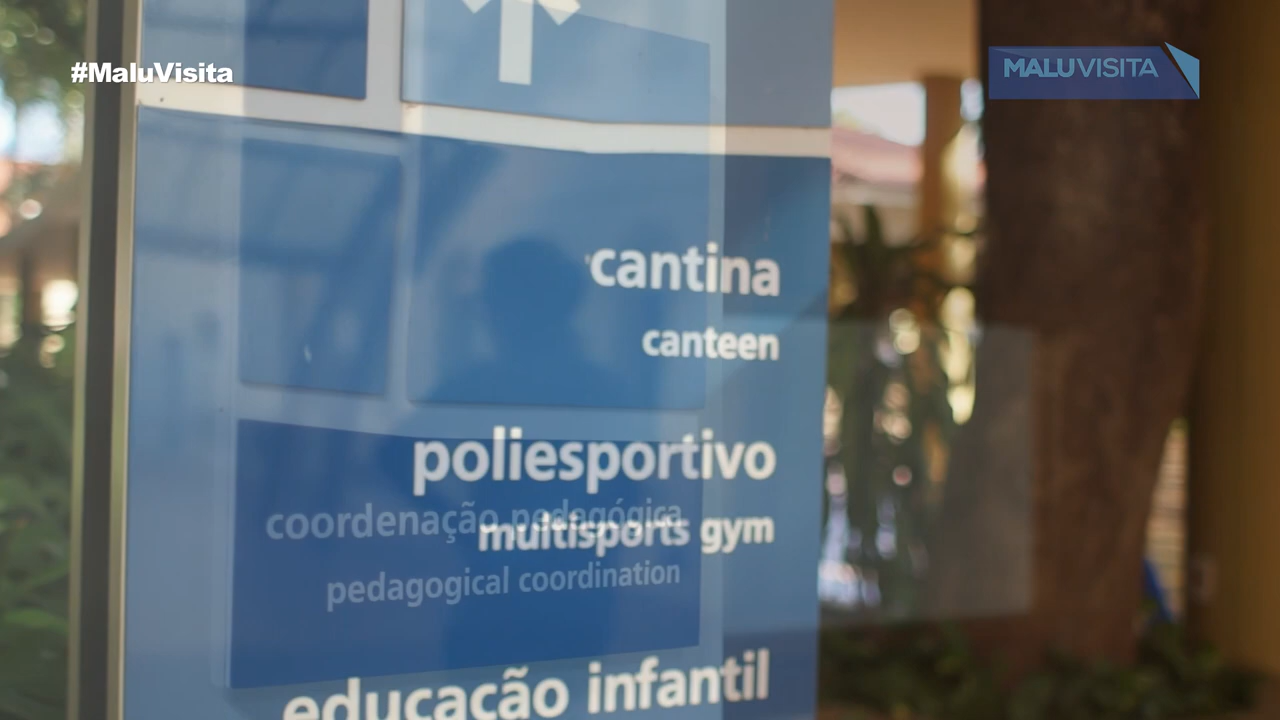 #MaluVisita
MALUVISITA
cantina
canteen
poliesportivo
coordenação pedagógica
multisports gym
pedagogical coordination
educação infantil